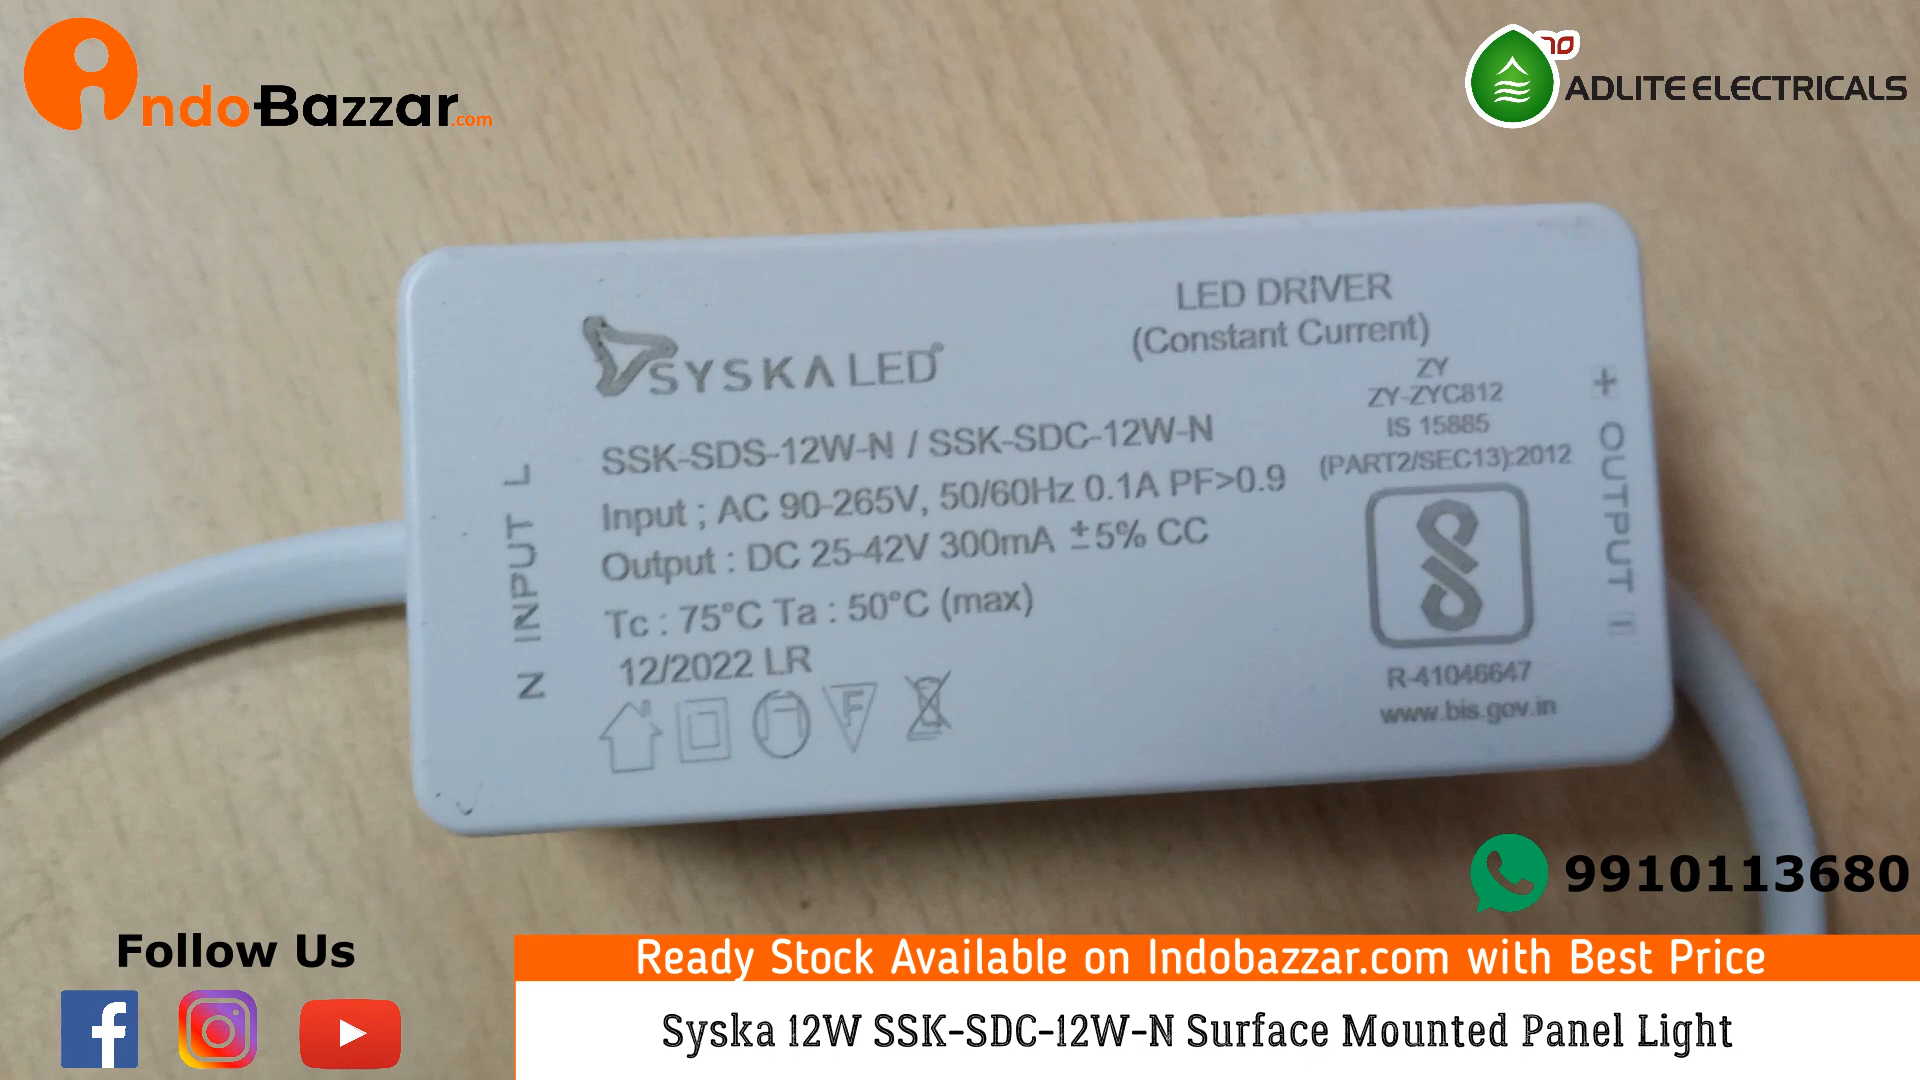 indoBazzar.com
no
ADLITE ELECTRICALS
LED DRIVER
(Constant Current)
SYSKA LED
ZY
ZY-ZYC812
IS 15885
(PART2/SEC13):2012
SSK-SDS-12W-N / SSK-SDC-12W-N
Input ; AC 90-265V, 50/60Hz 0.1A PF>0.9
Output : DC 25-42V 300mA ±5% CC
Tc : 75°C Ta : 50°C (max)
12/2022 LR
F
N INPUT L
+ OUTPUT -
R-41046647
www.bis.gov.in
9910113680
Follow Us
Ready Stock Available on Indobazzar.com with Best Price
Syska 12W SSK-SDC-12W-N Surface Mounted Panel Light